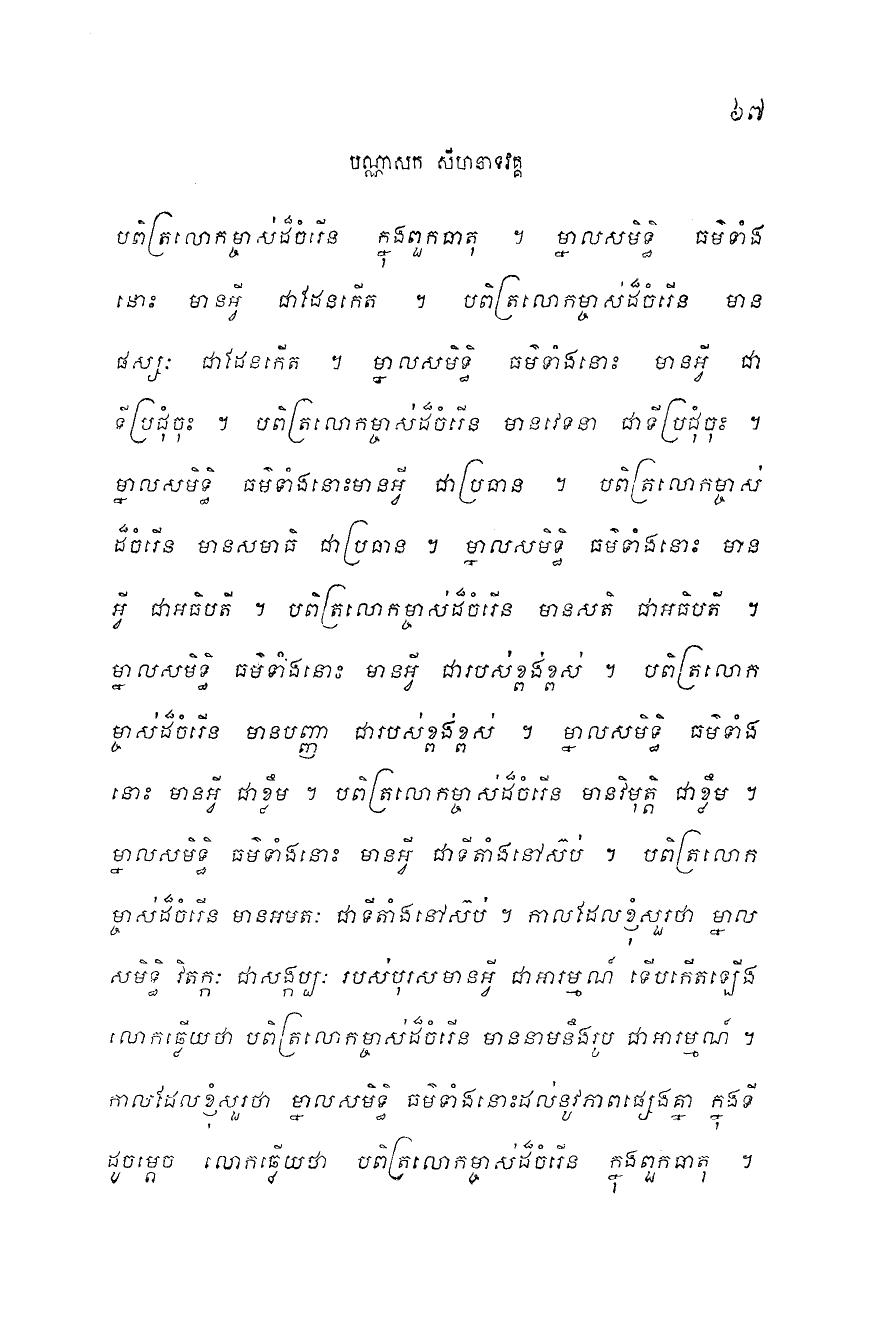 ៦៧
បណ្ណាសក សីហនាទវគ្គ
បពិត្រលោកម្ចាស់ដ៏ចំរើន ក្នុងពួកធាតុ ។ ម្នាលសមិទ្ធិ ធម៌ទាំង
នោះ មានអ្វី ជាដែនកើត ។ បពិត្រលោកម្ចាស់ដ៏ចំរើន មាន
ផស្សៈ ជាដែនកើត ។ ម្នាលសមិទ្ធិ ធម៌ទាំងនោះ មានអ្វី ជា
ទីប្រជុំចុះ ។ បពិត្រលោកម្ចាស់ដ៏ចំរើន មានវេទនា ជាទីប្រជុំចុះ ។
ម្នាលសមិទ្ធិ ធម៌ទាំងនោះមានអ្វី ជាប្រធាន ។ បពិត្រលោកម្ចាស់
ដ៏ចំរើន មានសមាធិ ជាប្រធាន ។ ម្នាលសមិទ្ធិ ធម៌ទាំងនោះ មាន
អ្វី ជាអធិបតី ។ បពិត្រលោកម្ចាស់ដ៏ចំរើន មានសតិ ជាអធិបតី ។
ម្នាលសមិទ្ធិ ធម៌ទាំងនោះ មានអ្វី ជារបស់ខ្ពង់ខ្ពស់ ។ បពិត្រលោក
ម្ចាស់ដ៏ចំរើន មានបញ្ញា ជារបស់ខ្ពង់ខ្ពស់ ។ ម្នាលសមិទ្ធិ ធម៌ទាំង
នោះ មានអ្វី ជាខ្លឹម ។ បពិត្រលោកម្ចាស់ដ៏ចំរើន មានវិមុត្តិ ជាខ្លឹម ។
ម្នាលសមិទ្ធិ ធម៌ទាំងនោះ មានអ្វី ជាទីតាំងនៅស៊ប់ ។ បពិត្រលោក
ម្ចាស់ដ៏ចំរើន មានអមតៈ ជាទីតាំងនៅស៊ប់ ។ កាលដែលខ្ញុំសួរថា ម្នាល
សមិទ្ធិ វិតក្កៈ ជាសង្កប្បៈ របស់បុរសមានអ្វី ជាអារម្មណ៍ ទើបកើតឡើង
លោកឆ្លើយថា បពិត្រលោកម្ចាស់ដ៏ចំរើន មាននាមនឹងរូប ជាអារម្មណ៍ ។
កាលដែលខ្ញុំសួរថា ម្នាលសមិទ្ធិ ធម៌ទាំងនោះដល់នូវភាពផ្សេងគ្នា ក្នុងទី
ដូចម្តេច លោកឆ្លើយថា បពិត្រលោកម្ចាស់ដ៏ចំរើន ក្នុងពួកធាតុ ។